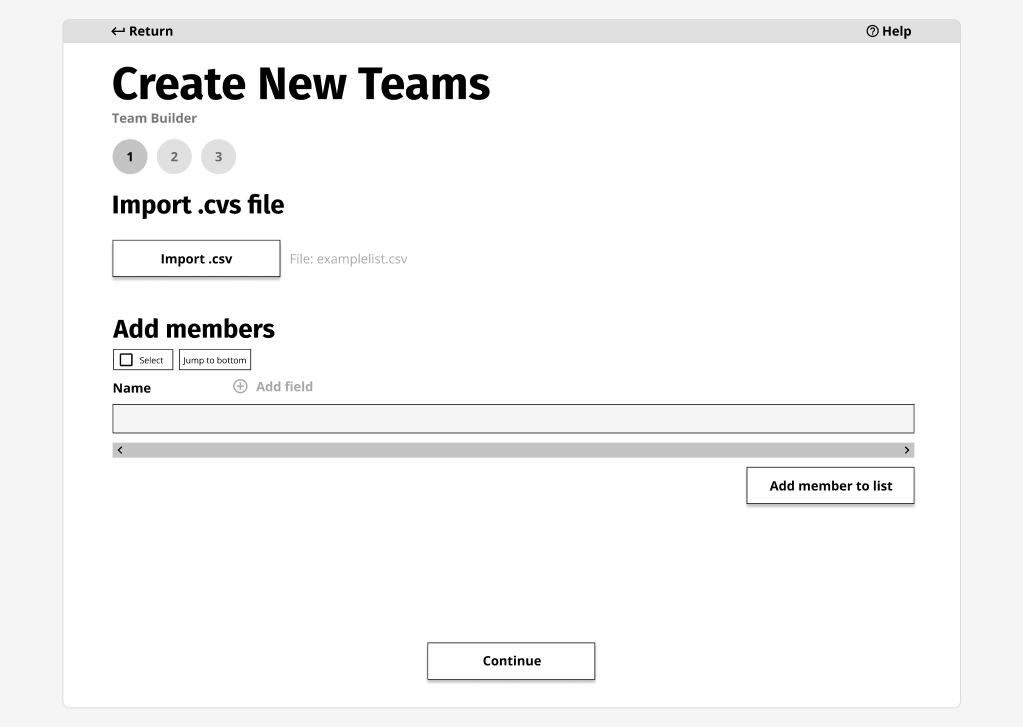 Return
Help
Create New Teams
Team Builder
1 2 3
Import .cvs file
Import .csv
File: examplelist.csv
Add members
Select
Jump to bottom
Name
Add field
Add member to list
Continue